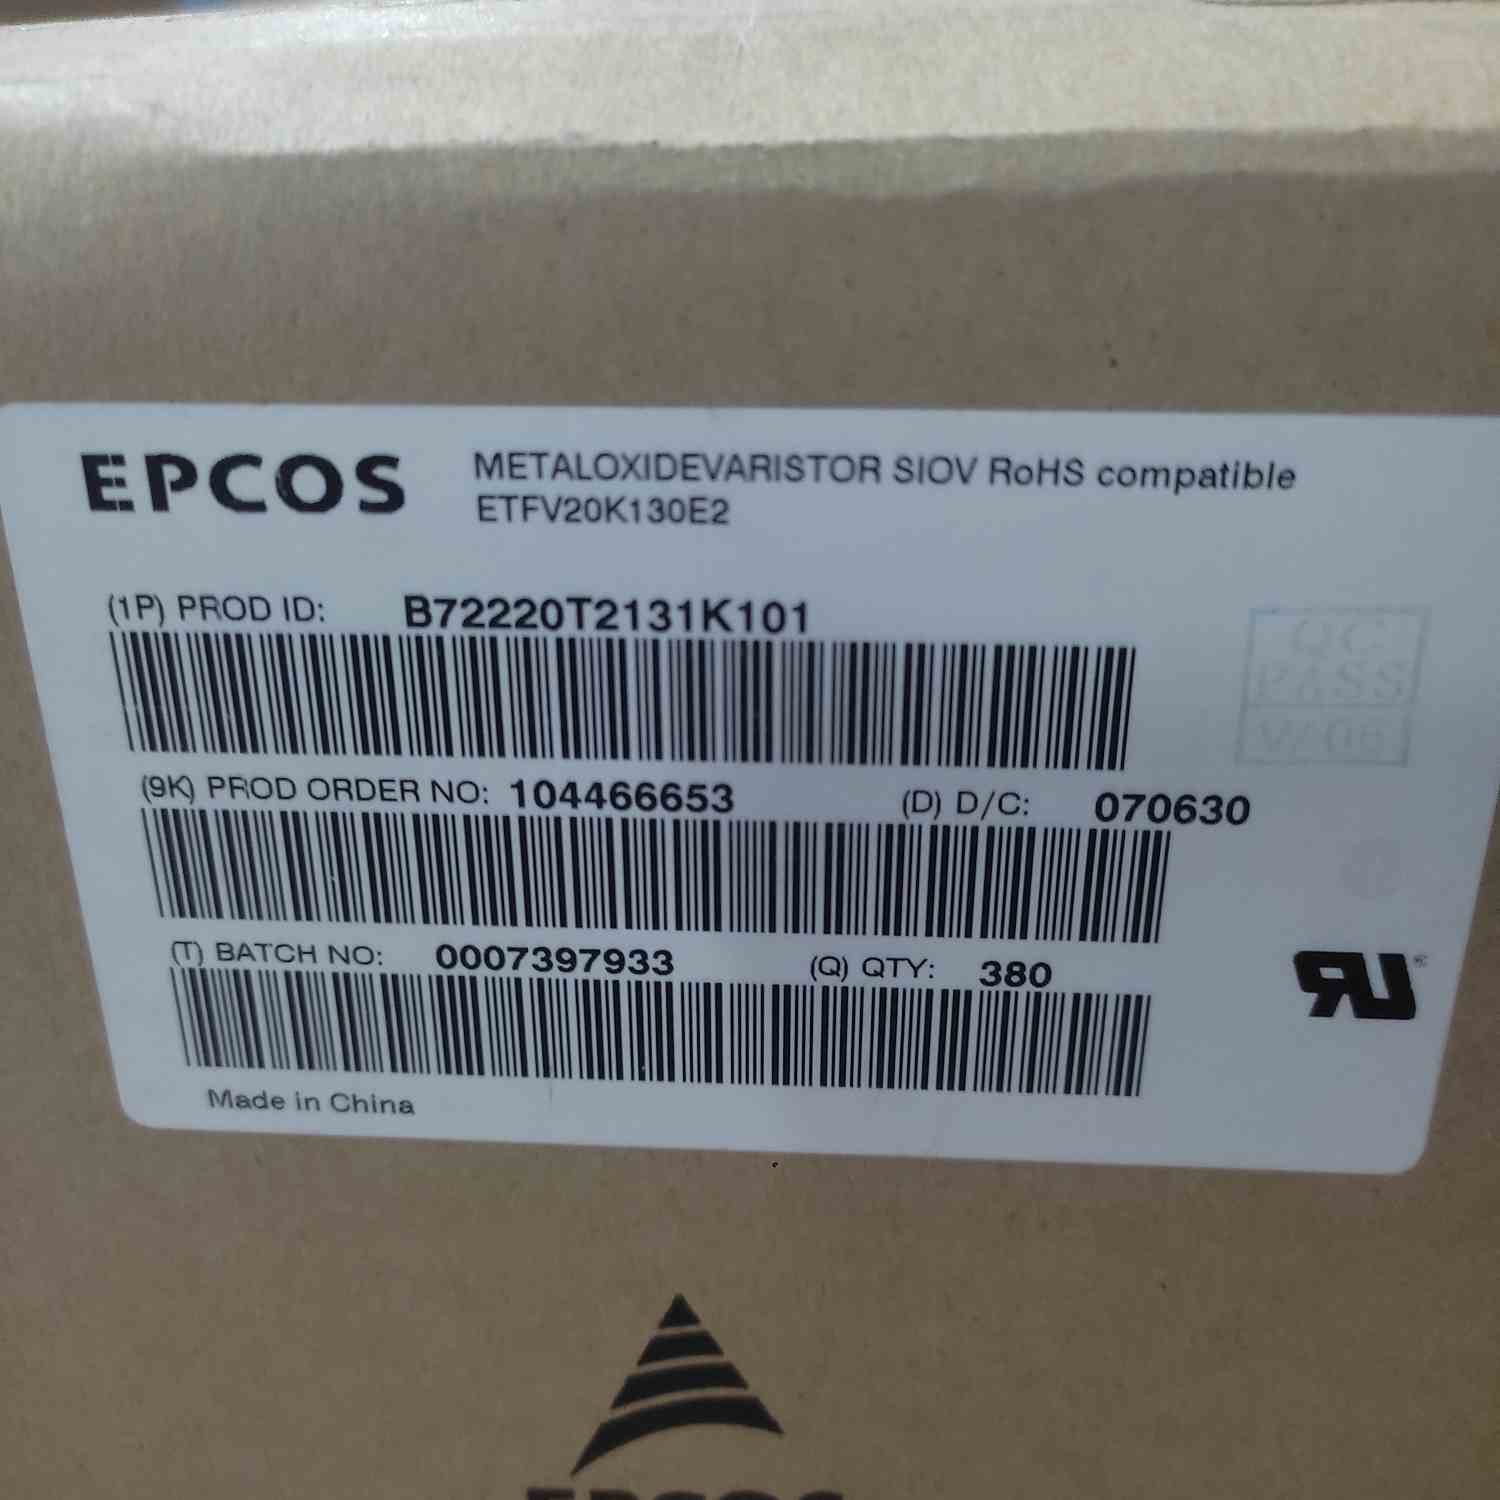 EPCOS
METALOXIDEVARISTOR SIOV RoHS compatible
ETFV20K130E2
(1P) PROD ID: B72220T2131K101
QC
PASS
(9K) PROD ORDER NO: 104466653 (D) D/C: 070630
(T) BATCH NO: 0007397933 (Q) QTY: 380
Made in China
EPCOS